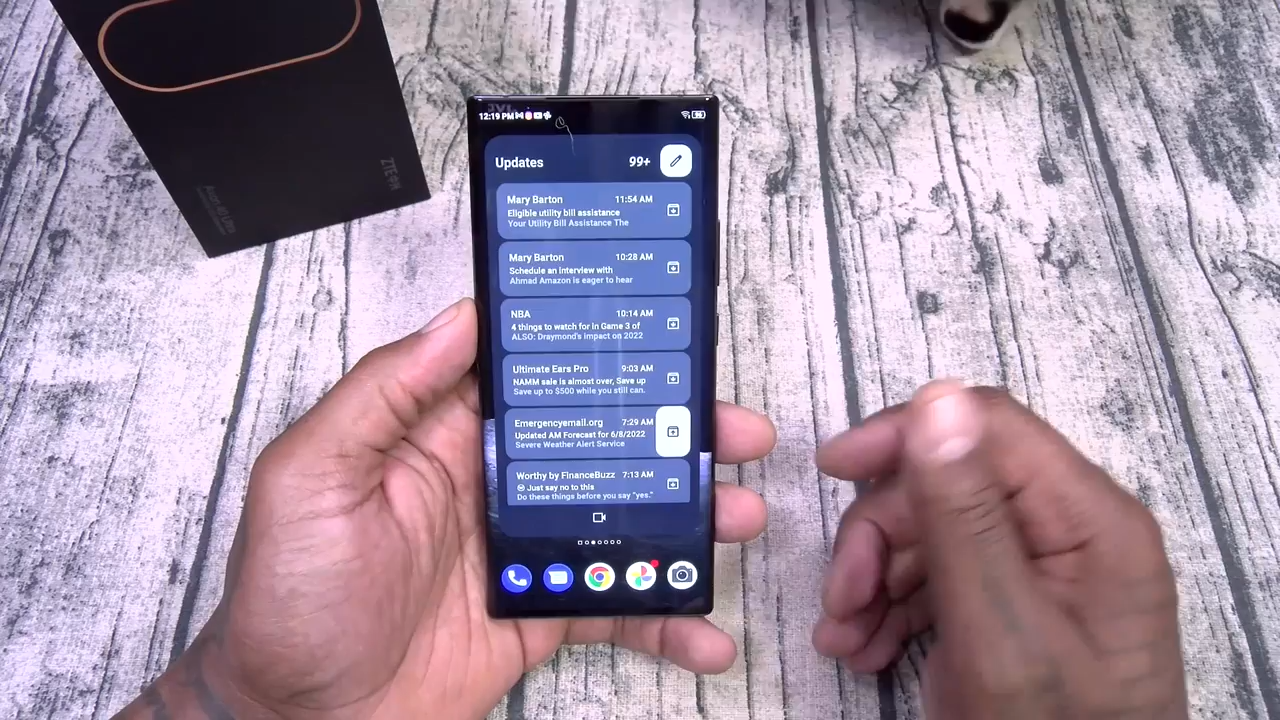 ZTE
Axon 40 Ultra
12:19 PM
Updates 99+
Mary Barton 11:54 AM
Eligible utility bill assistance
Your Utility Bill Assistance The
Mary Barton 10:28 AM
Schedule an interview with
Ahmad Amazon is eager to hear
NBA 10:14 AM
4 things to watch for in Game 3 of
ALSO: Draymond's impact on 2022
Ultimate Ears Pro 9:03 AM
NAMM sale is almost over, Save up
Save up to $500 while you still can.
Emergencyemail.org 7:29 AM
Updated AM Forecast for 6/8/2022
Severe Weather Alert Service
Worthy by FinanceBuzz 7:13 AM
Just say no to this
Do these things before you say "yes."